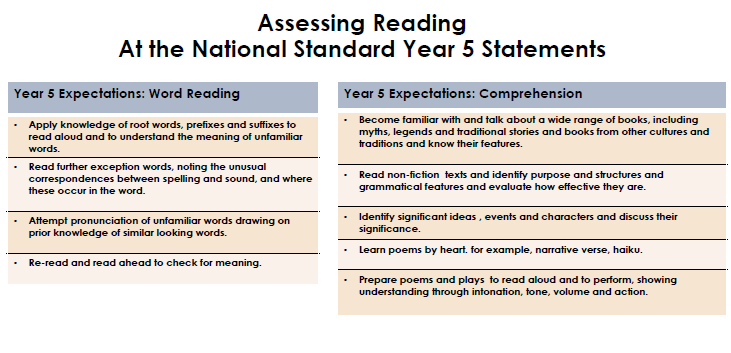 Assessing Reading
At the National Standard Year 5 Statements
Year 5 Expectations: Word Reading
• Apply knowledge of root words, prefixes and suffixes to
read aloud and to understand the meaning of unfamiliar
words.
• Read further exception words, noting the unusual
correspondences between spelling and sound, and where
these occur in the word.
• Attempt pronunciation of unfamiliar words drawing on
prior knowledge of similar looking words.
• Re-read and read ahead to check for meaning.
Year 5 Expectations: Comprehension
• Become familiar with and talk about a wide range of books, including
myths, legends and traditional stories and books from other cultures and
traditions and know their features.
• Read non-fiction texts and identify purpose and structures and
grammatical features and evaluate how effective they are.
• Identify significant ideas , events and characters and discuss their
significance.
• Learn poems by heart. for example, narrative verse, haiku.
• Prepare poems and plays to read aloud and to perform, showing
understanding through intonation, tone, volume and action.